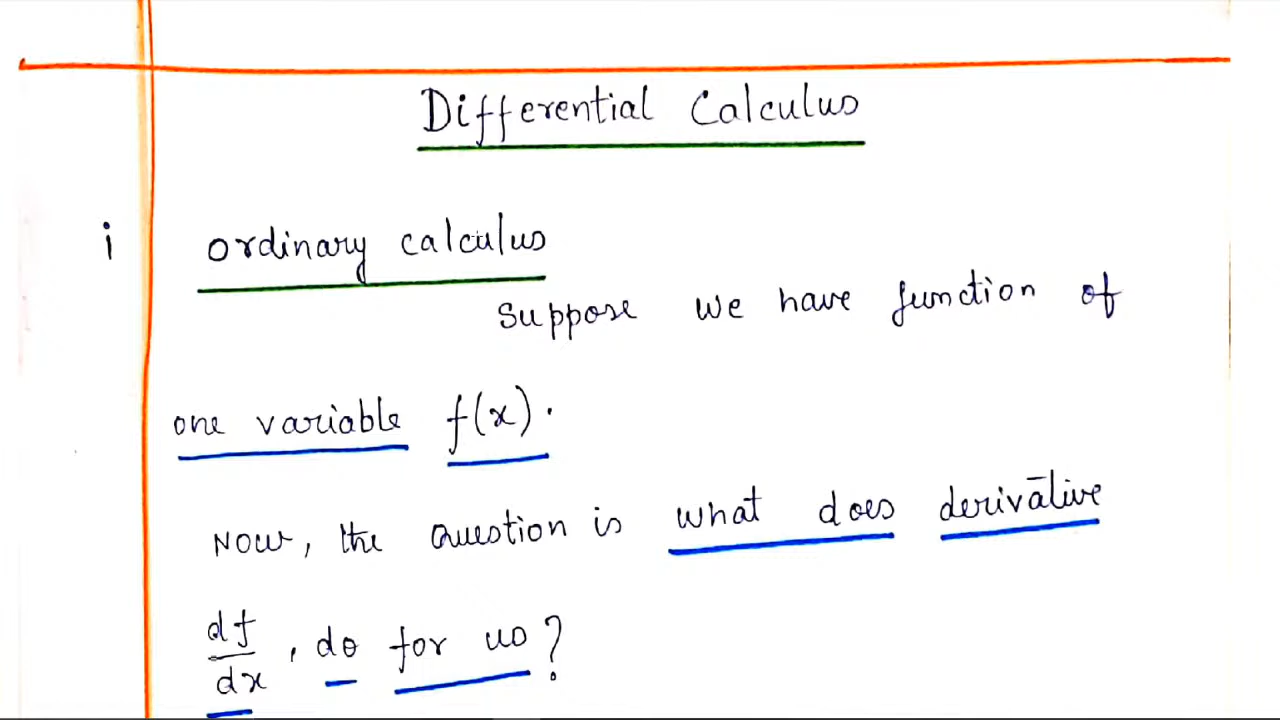 Differential Calculus
i ordinary calculus
Suppose we have function of
one variable f(x).
Now, the question is what does derivative
df/dx, do for us?